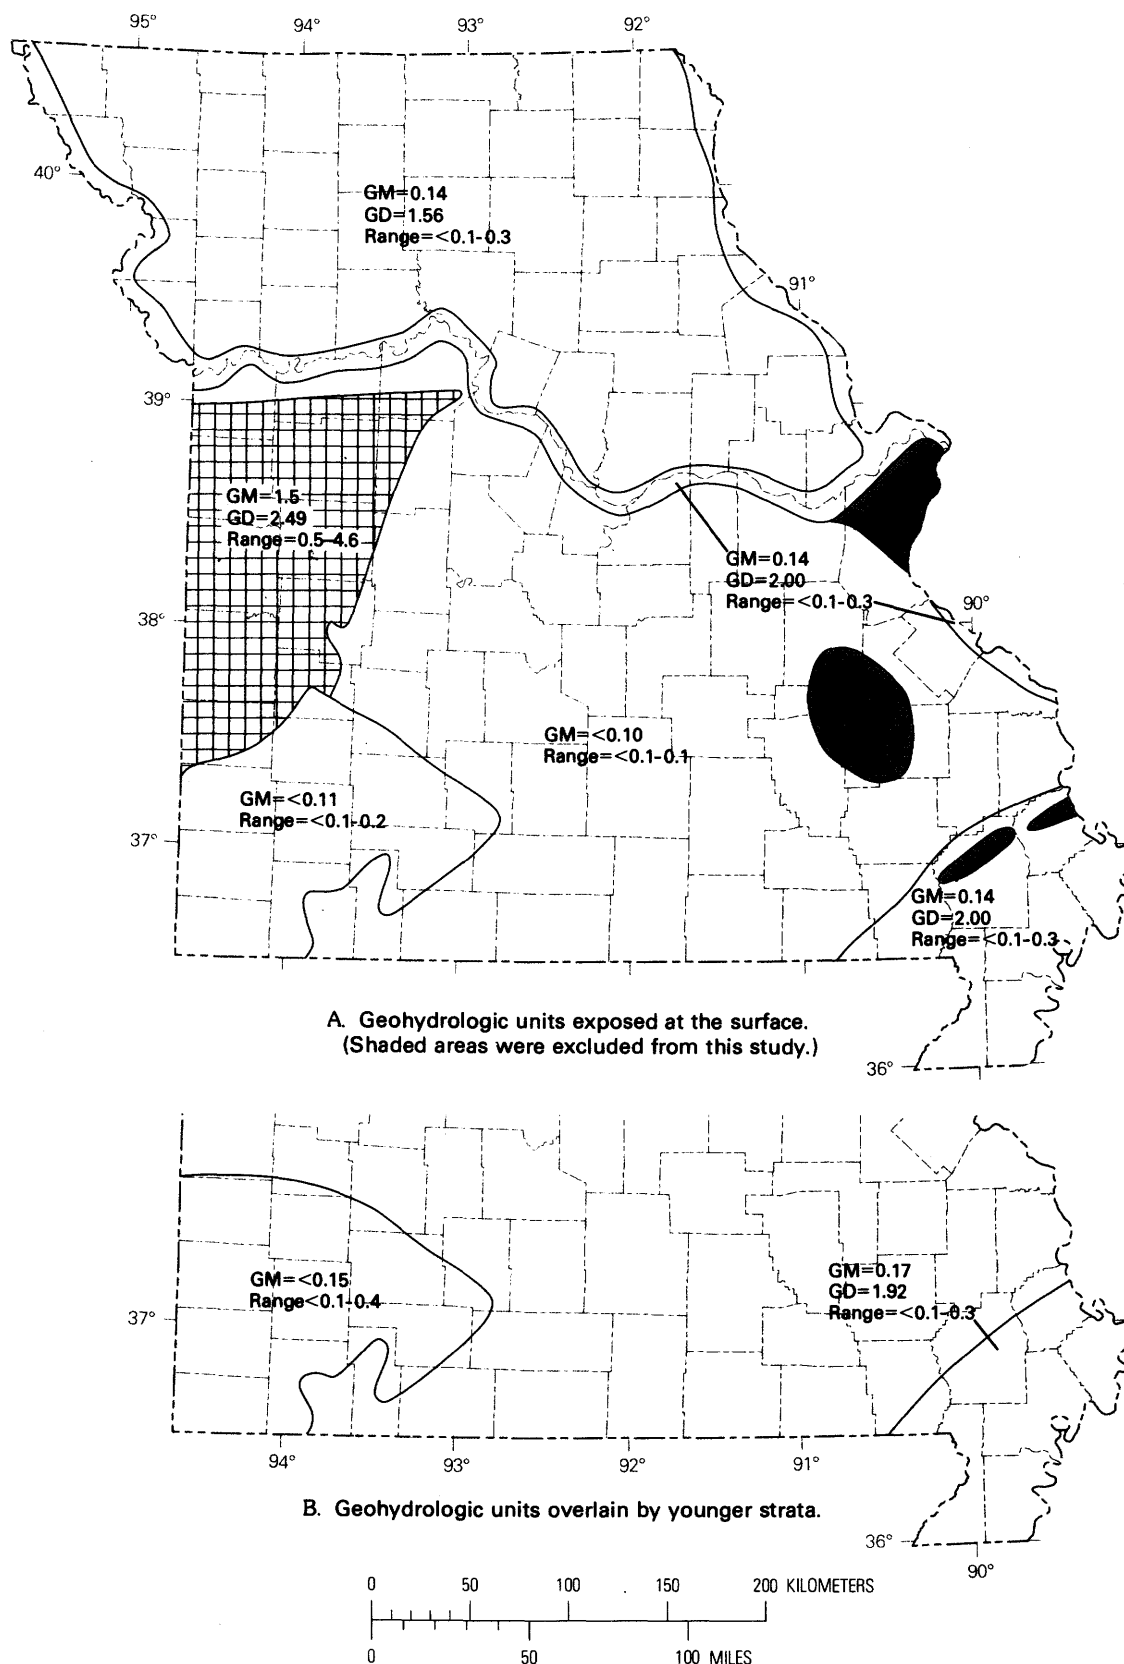 95°
94°
93°
92°
40°
GM=0.14
GD=1.56
Range=<0.1-0.3
91°
39°
GM=1.5
GD=2.49
Range=0.5-4.6
GM=0.14
GD=2.00
Range=<0.1-0.3
90°
38°
GM=<0.10
Range=<0.1-0.1
GM=<0.11
Range=<0.1-0.2
37°
GM=0.14
GD=2.00
Range=<0.1-0.3
A. Geohydrologic units exposed at the surface.
(Shaded areas were excluded from this study.)
36°
GM=<0.15
Range<0.1-0.4
GM=0.17
GD=1.92
Range=<0.1-0.3
37°
94°
93°
92°
91°
B. Geohydrologic units overlain by younger strata.
36°
90°
0 50 100 150 200 KILOMETERS
0 50 100 MILES